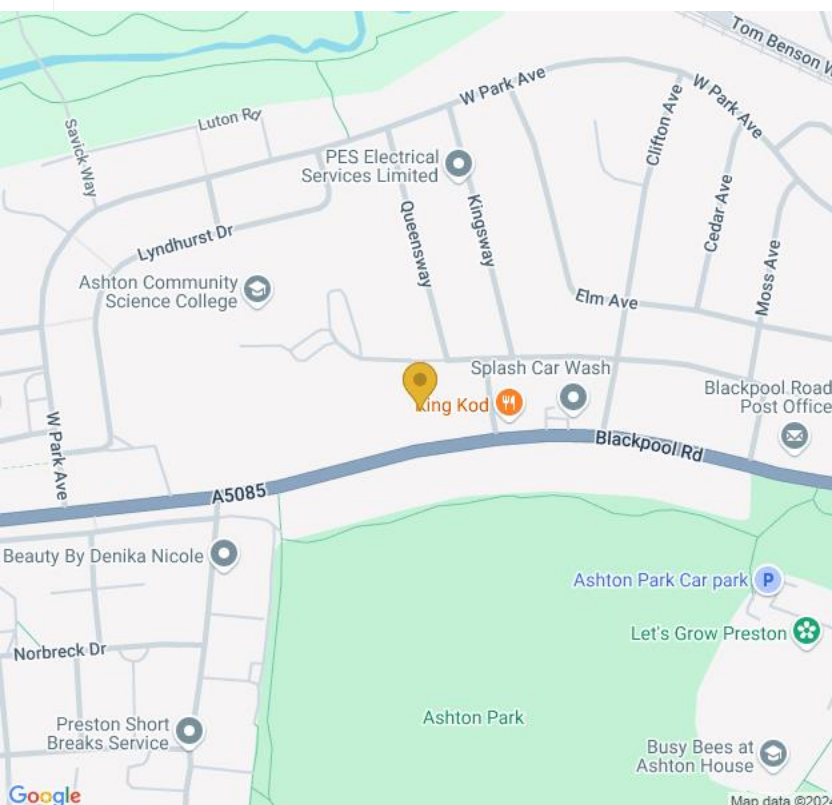 Tom Benson W
W Park Ave
W Park Ave
Clifton Ave
Luton Rd
Savick Way
PES Electrical
Services Limited
Cedar Ave
Queensway
Kingsway
Lyndhurst Dr
Moss Ave
Ashton Community
Science College
Elm Ave
Splash Car Wash
King Kod
Blackpool Road
Post Office
W Park Ave
Blackpool Rd
A5085
Beauty By Denika Nicole
Ashton Park Car park
P
Let's Grow Preston
Norbreck Dr
Ashton Park
Preston Short
Breaks Service
Busy Bees at
Ashton House
Google
Map data ©2024